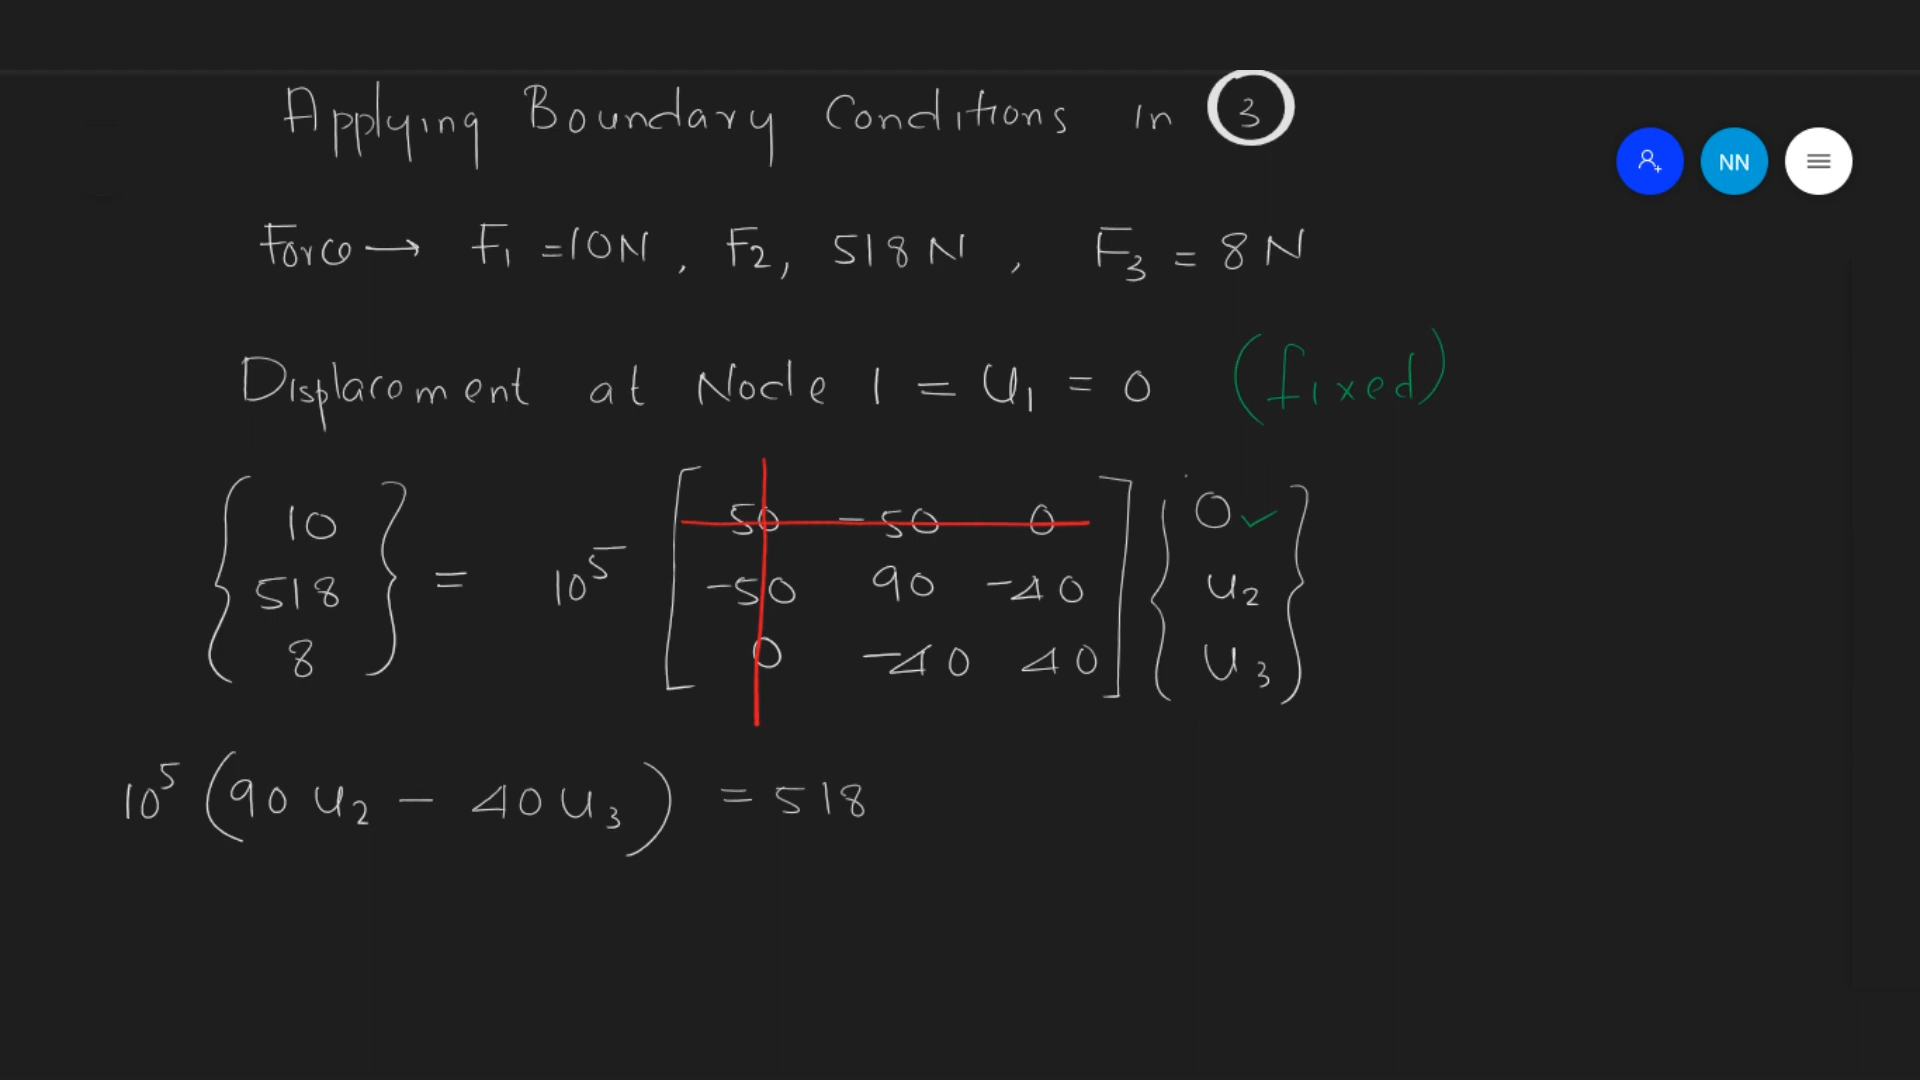 Applying Boundary Conditions in 3
NN
Force → F1 = 10N, F2, 518N, F3 = 8N
Displacement at Node 1 = U1 = 0 (fixed)
{10 518 8} = 10^5 [50 -50 0
-50 90 -40
0 -40 40] {0 ✓ u2 u3}
10^5 (90 u2 - 40 u3) = 518